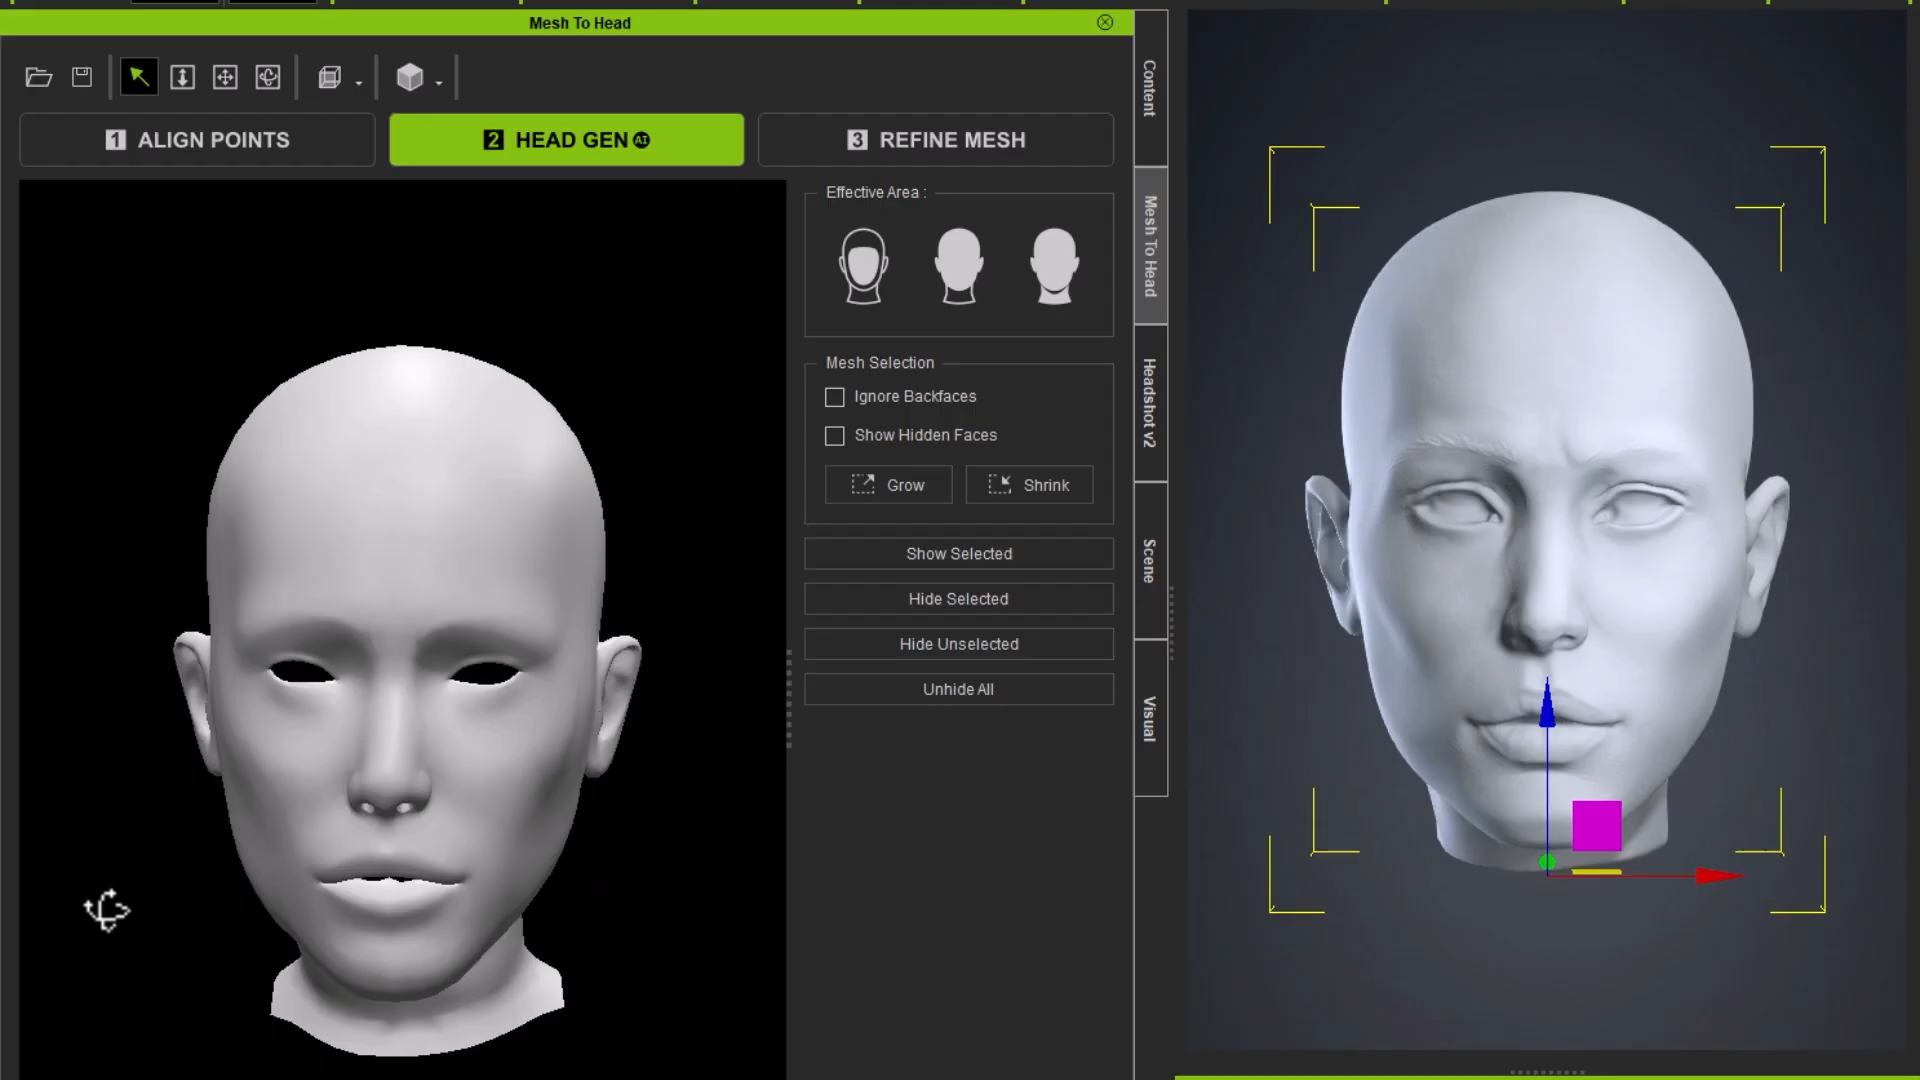 Mesh To Head
1 ALIGN POINTS
2 HEAD GEN AI
3 REFINE MESH
Effective Area :
Mesh Selection
Ignore Backfaces
Show Hidden Faces
Grow
Shrink
Show Selected
Hide Selected
Hide Unselected
Unhide All
Content
Mesh To Head
Headshot v2
Scene
Visual